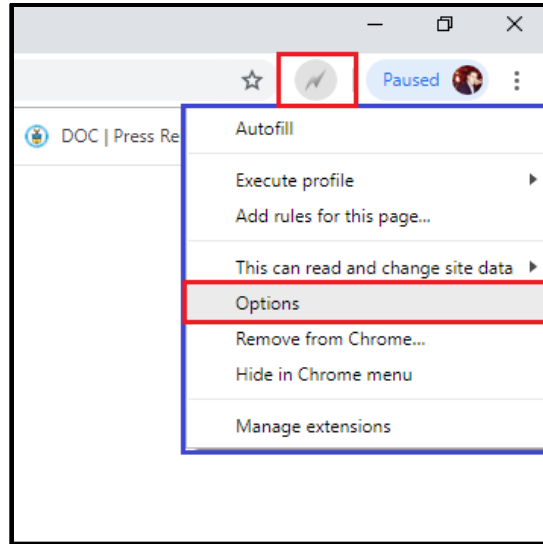 Paused
DOC | Press Re
Autofill
Execute profile
Add rules for this page...
This can read and change site data
Options
Remove from Chrome...
Hide in Chrome menu
Manage extensions